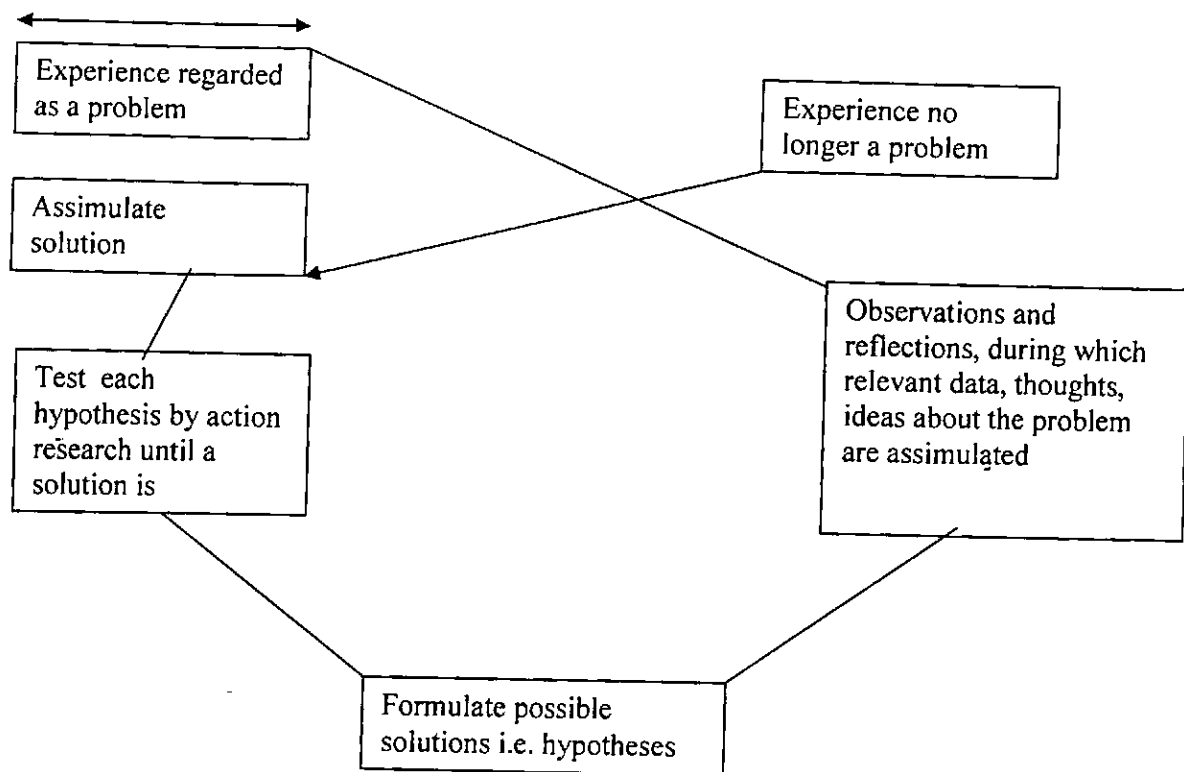 Experience regarded
as a problem
Experience no
longer a problem
Assimulate
solution
Observations and
reflections, during which
relevant data, thoughts,
ideas about the problem
are assimulated
Test each
hypothesis by action
research until a
solution is
Formulate possible
solutions i.e. hypotheses